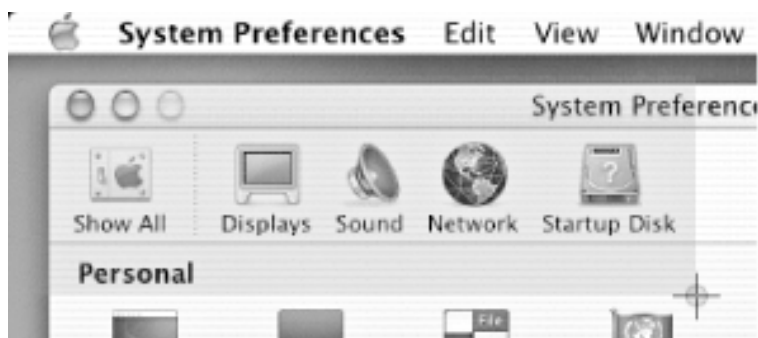 System Preferences Edit View Window
System Preferenc
Show All Displays Sound Network Startup Disk
Personal
File